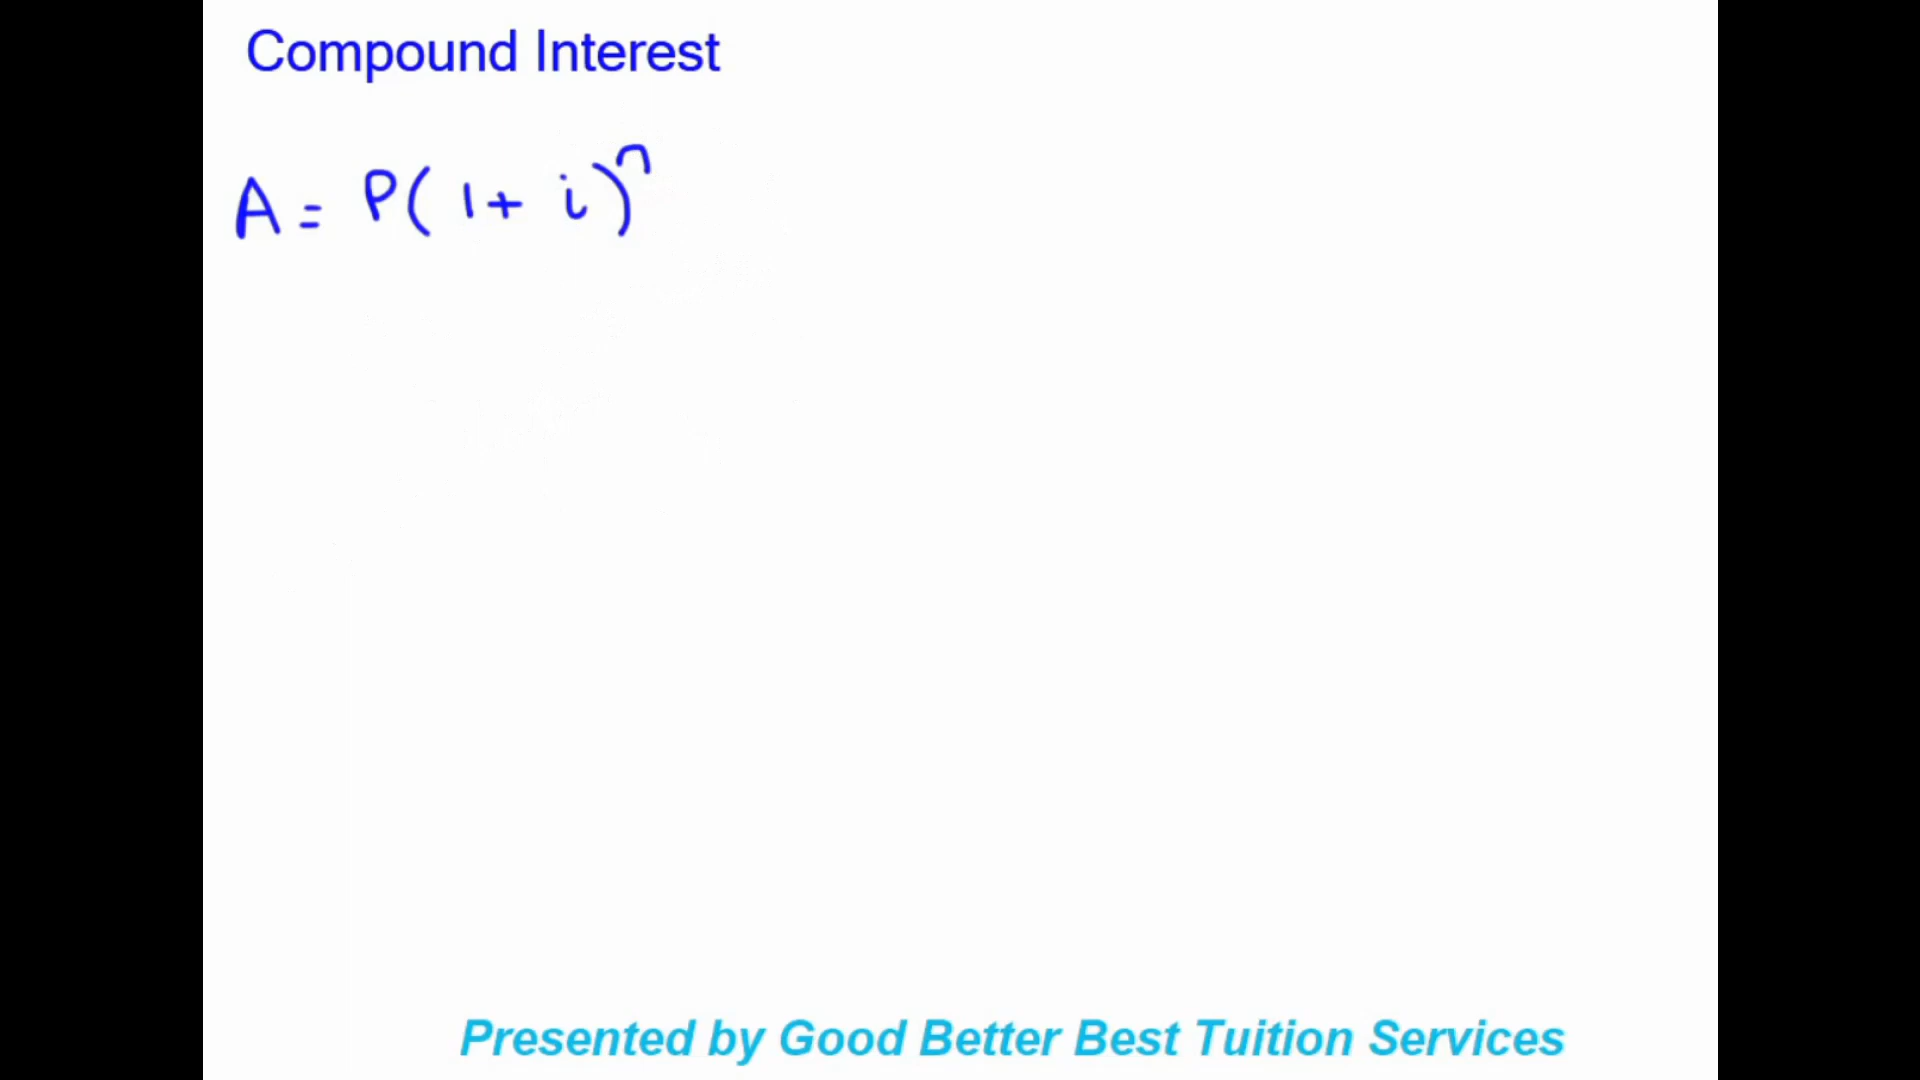 Compound Interest
A = P(1 + i)^n
Presented by Good Better Best Tuition Services